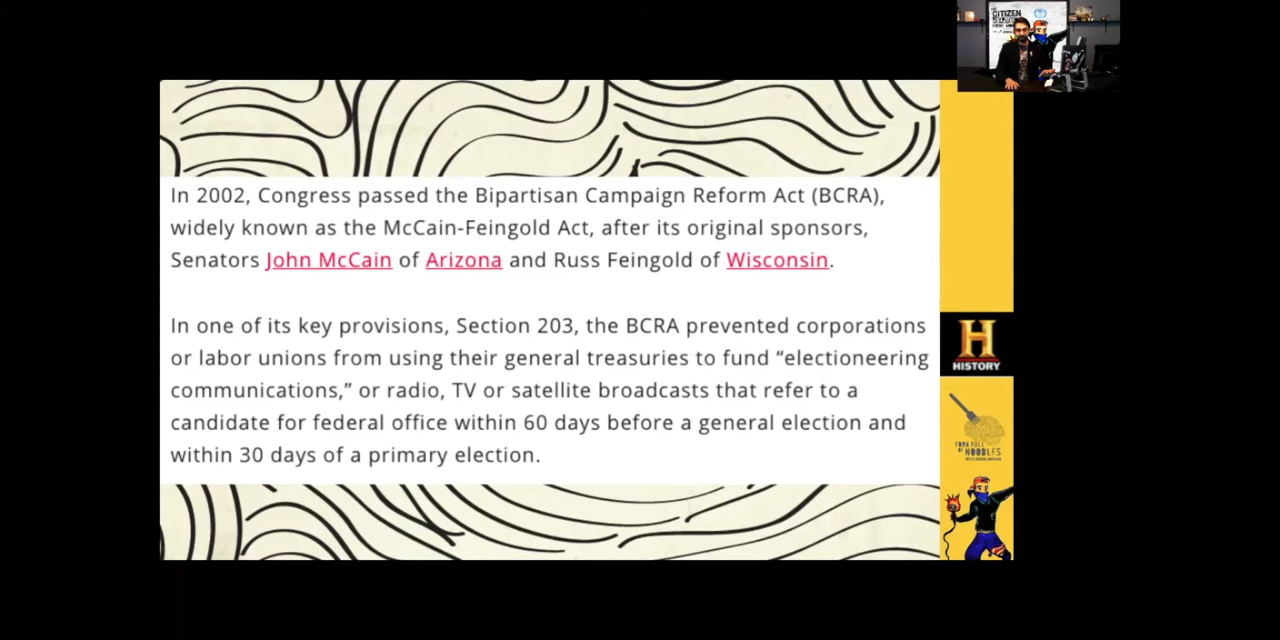 CITIZEN
In 2002, Congress passed the Bipartisan Campaign Reform Act (BCRA),
widely known as the McCain-Feingold Act, after its original sponsors,
Senators John McCain of Arizona and Russ Feingold of Wisconsin.
In one of its key provisions, Section 203, the BCRA prevented corporations
or labor unions from using their general treasuries to fund “electioneering
communications,” or radio, TV or satellite broadcasts that refer to a
candidate for federal office within 60 days before a general election and
within 30 days of a primary election.
H
HISTORY
FORK FULL
OF NOODLES